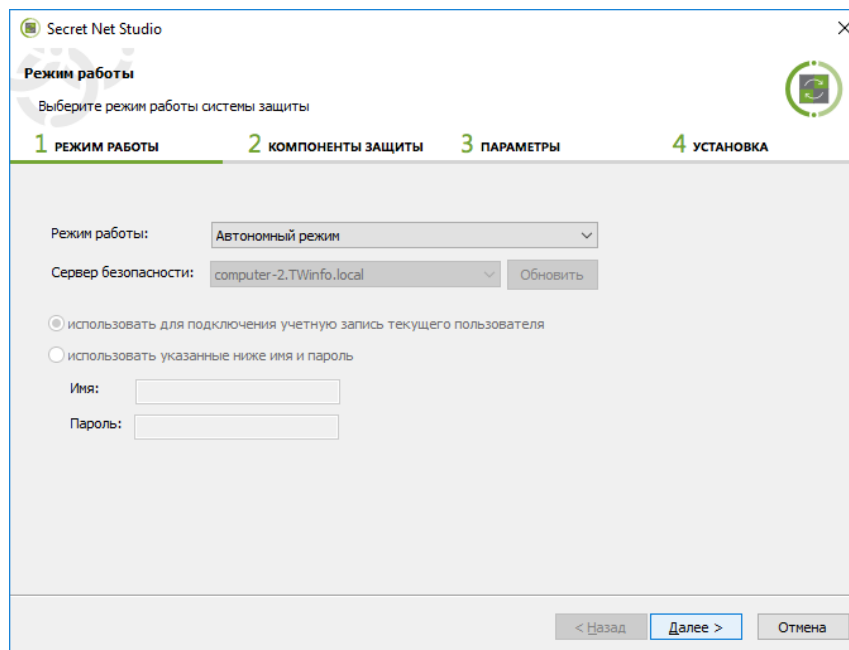 Secret Net Studio
Режим работы
Выберите режим работы системы защиты
1 РЕЖИМ РАБОТЫ 2 КОМПОНЕНТЫ ЗАЩИТЫ 3 ПАРАМЕТРЫ 4 УСТАНОВКА
Режим работы: Автономный режим
Сервер безопасности: computer-2.TWinfo.local Обновить
использовать для подключения учетную запись текущего пользователя
использовать указанные ниже имя и пароль
Имя:
Пароль:
< Назад Далее > Отмена